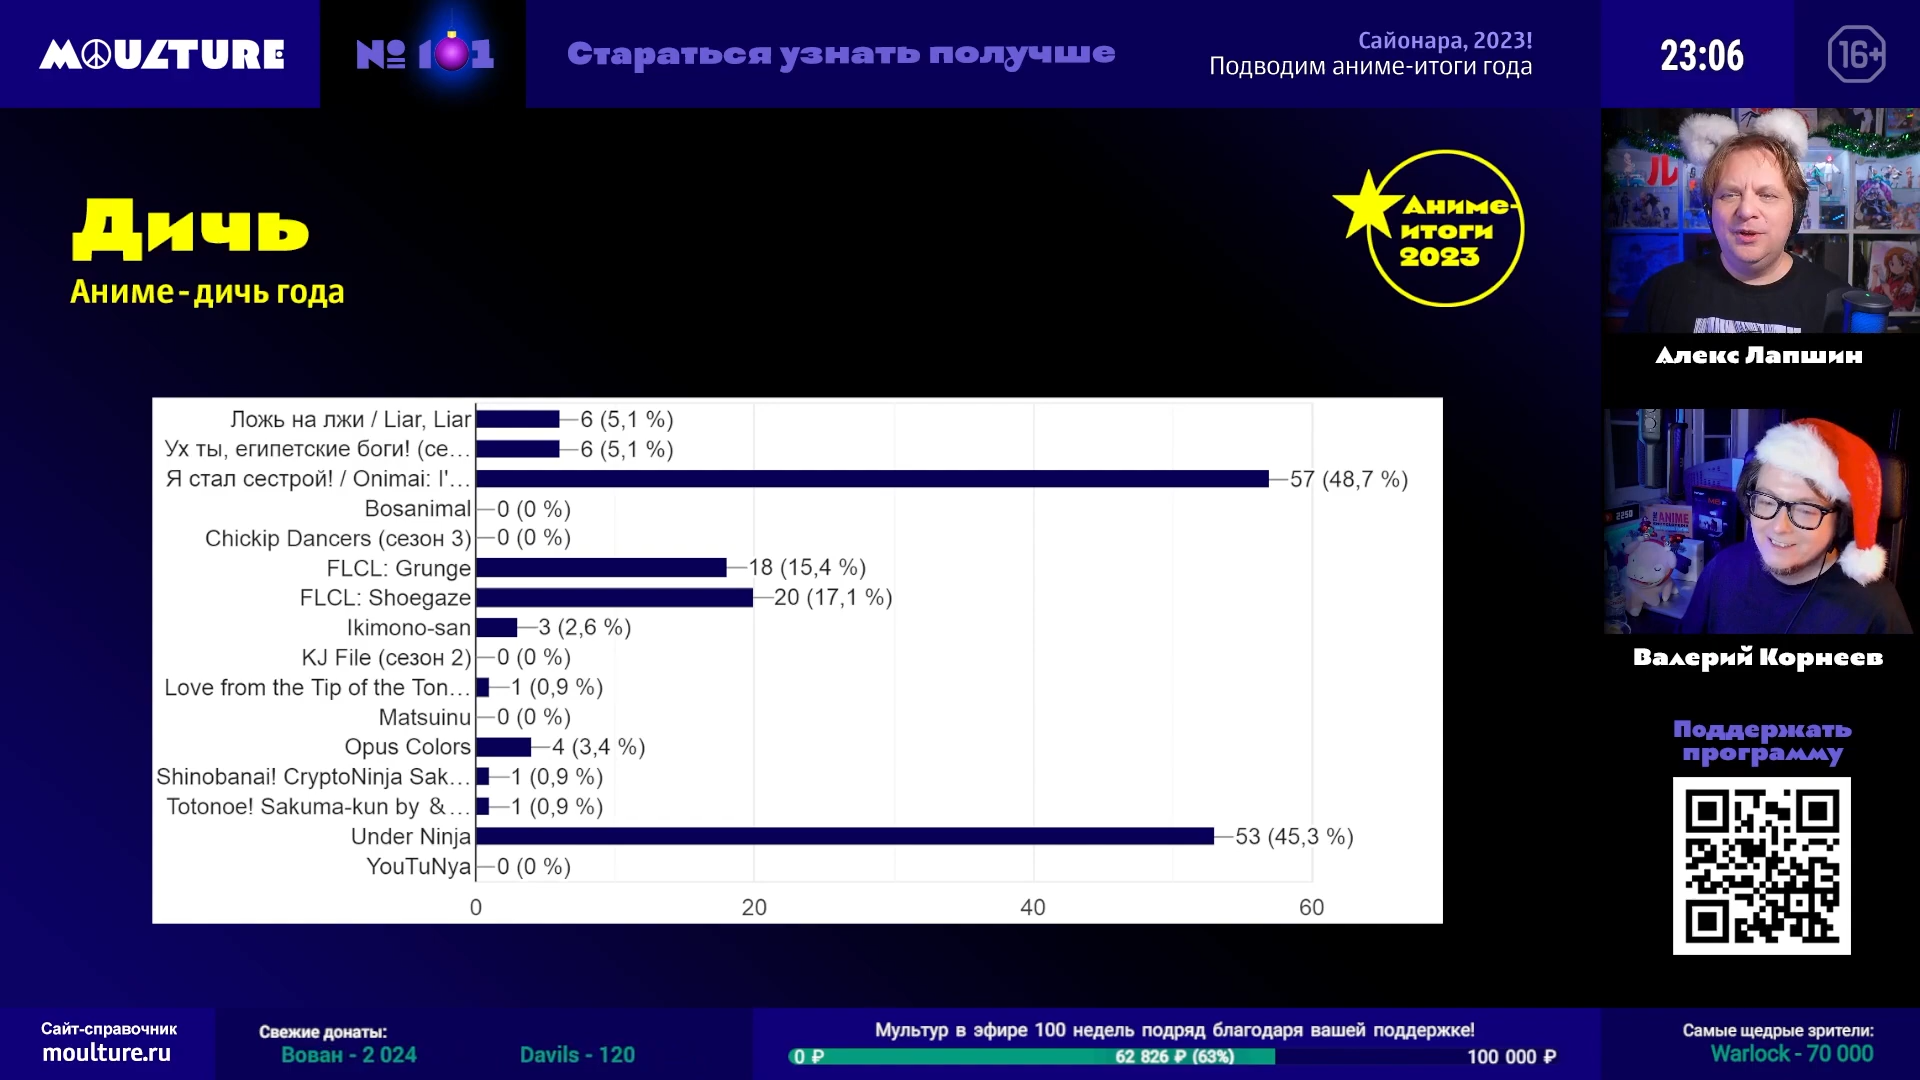 MOULTURE
№ 101
Стараться узнать получше
Сайонара, 2023!
Подводим аниме-итоги года
23:06
16+
Дичь
Аниме-дичь года
Аниме-
итоги
2023
Ложь на лжи / Liar, Liar 6 (5,1 %)
Ух ты, египетские боги! (се… 6 (5,1 %)
Я стал сестрой! / Onimai: I'… 57 (48,7 %)
Bosanimal 0 (0 %)
Chickip Dancers (сезон 3) 0 (0 %)
FLCL: Grunge 18 (15,4 %)
FLCL: Shoegaze 20 (17,1 %)
Ikimono-san 3 (2,6 %)
KJ File (сезон 2) 0 (0 %)
Love from the Tip of the Ton… 1 (0,9 %)
Matsuinu 0 (0 %)
Opus Colors 4 (3,4 %)
Shinobanai! CryptoNinja Sak… 1 (0,9 %)
Totonoe! Sakuma-kun by &… 1 (0,9 %)
Under Ninja 53 (45,3 %)
YouTuNya 0 (0 %)
0 20 40 60
Алекс Лапшин
Валерий Корнеев
Поддержать
программу
Сайт-справочник
moulture.ru
Свежие донаты:
Вован - 2 024 Davils - 120
Мультур в эфире 100 недель подряд благодаря вашей поддержке!
0 ₽ 62 826 ₽ (63%) 100 000 ₽
Самые щедрые зрители:
Warlock - 70 000